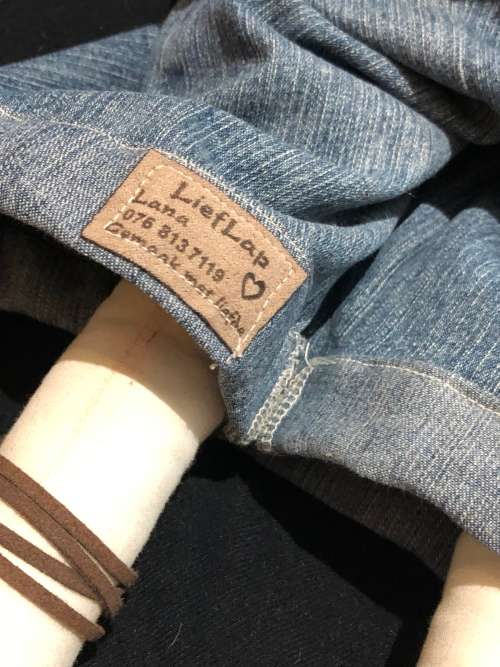 LiefLap
Lana
076 813 7119
Gemaak met liefde